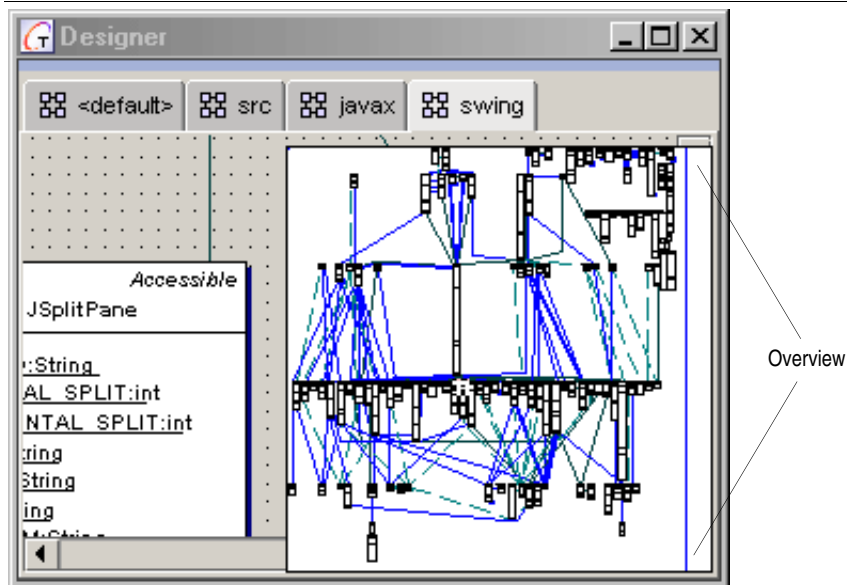 Designer
<default> src javax swing
Accessible
JSplitPane
:String
AL_SPLIT:int
NTAL_SPLIT:int
tring
String
ing
Overview